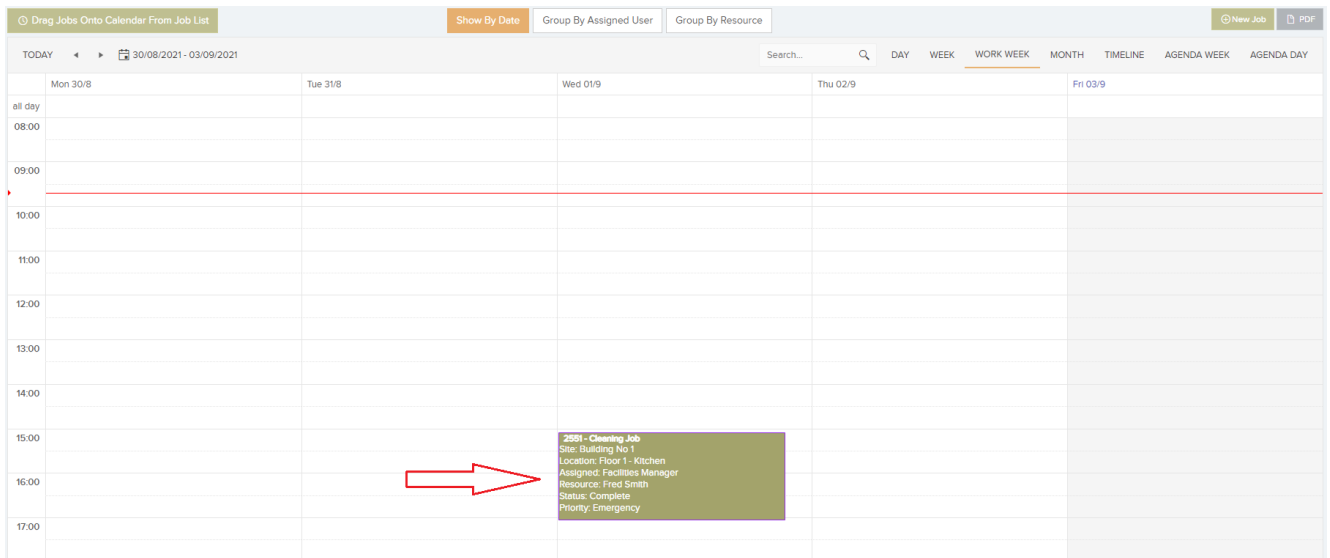 Drag Jobs Onto Calendar From Job List
Show By Date
Group By Assigned User
Group By Resource
New Job
PDF
TODAY
30/08/2021 - 03/09/2021
Search...
DAY
WEEK
WORK WEEK
MONTH
TIMELINE
AGENDA WEEK
AGENDA DAY
Mon 30/8
Tue 31/8
Wed 01/9
Thu 02/9
Fri 03/9
all day
08:00
09:00
10:00
11:00
12:00
13:00
14:00
15:00
2551 - Cleaning Job
Site: Building No 1
Location: Floor 1 - Kitchen
Assigned: Facilities Manager
16:00
Resource: Fred Smith
Status: Complete
Priority: Emergency
17:00